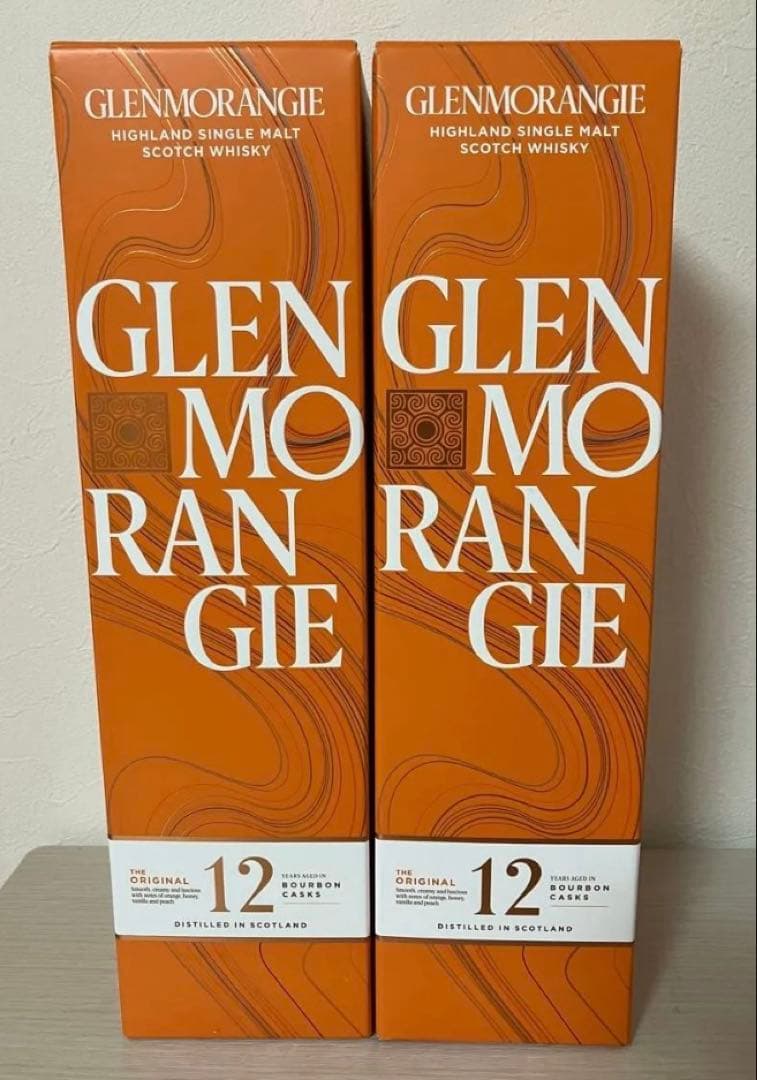 GLENMORANGIE
HIGHLAND SINGLE MALT
SCOTCH WHISKY
GLEN
MO
RAN
GIE
THE
ORIGINAL
Smooth, creamy and luscious
with notes of orange, honey,
vanilla and peach
12
YEARS AGED IN
BOURBON
CASKS
DISTILLED IN SCOTLAND
GLENMORANGIE
HIGHLAND SINGLE MALT
SCOTCH WHISKY
GLEN
MO
RAN
GIE
THE
ORIGINAL
Smooth, creamy and luscious
with notes of orange, honey,
vanilla and peach
12
YEARS AGED IN
BOURBON
CASKS
DISTILLED IN SCOTLAND